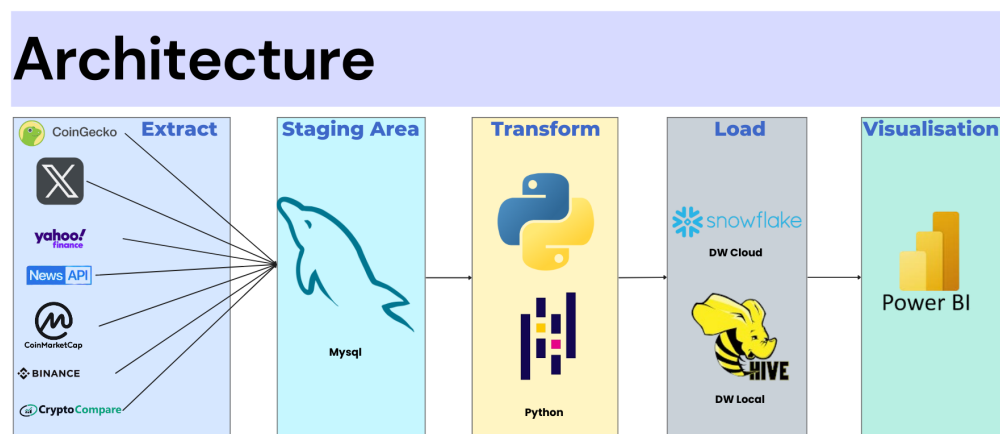 Architecture
CoinGecko
Extract
Staging Area
Transform
Load
Visualisation
X
yahoo!
finance
News API
CoinMarketCap
BINANCE
CryptoCompare
Mysql
Python
snowflake
DW Cloud
HIVE
DW Local
Power BI